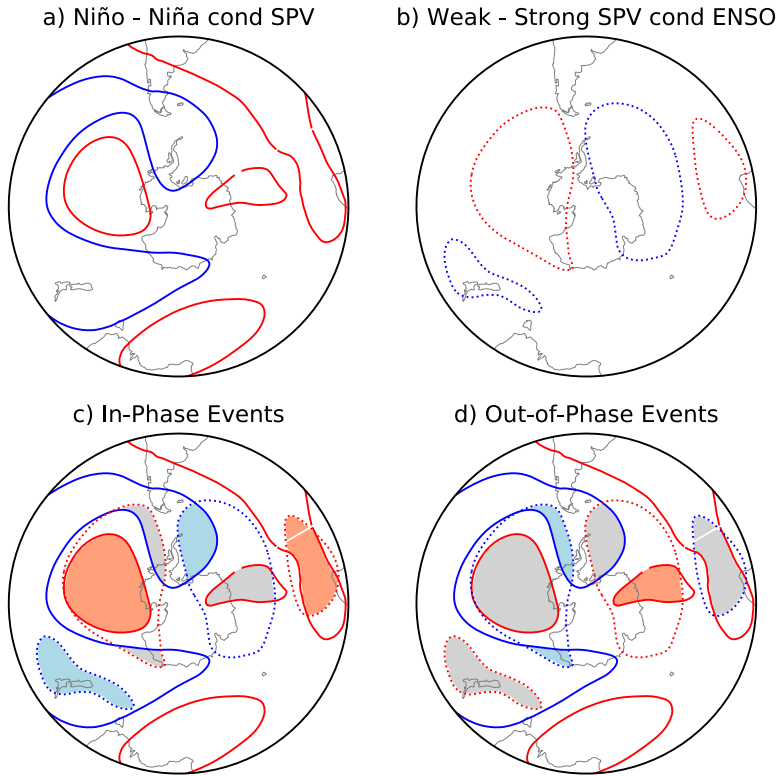 a) Niño - Niña cond SPV
b) Weak - Strong SPV cond ENSO
c) In-Phase Events
d) Out-of-Phase Events